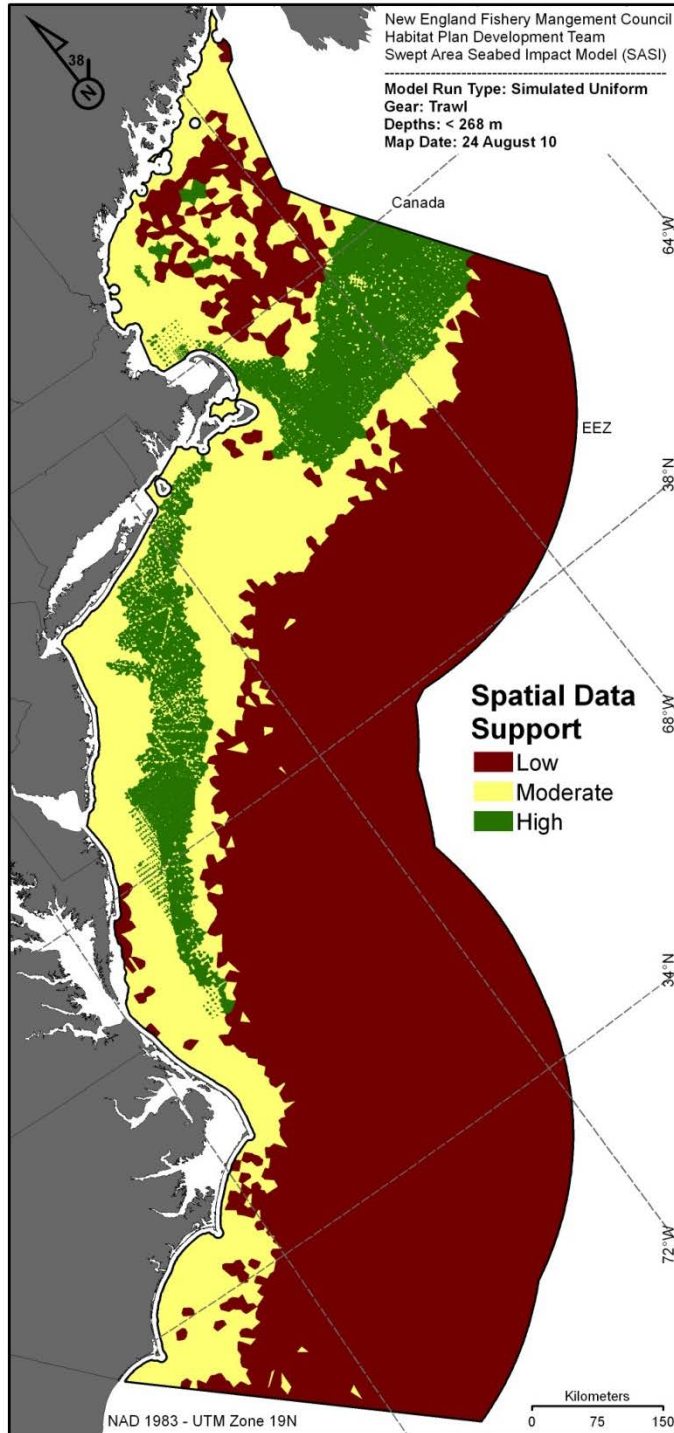 New England Fishery Mangement Council
Habitat Plan Development Team
Swept Area Seabed Impact Model (SASI)
Model Run Type: Simulated Uniform
Gear: Trawl
Depths: < 268 m
Map Date: 24 August 10
38
N
Canada
64°W
EEZ
38°N
68°W
Spatial Data
Support
Low
Moderate
High
34°N
72°W
NAD 1983 - UTM Zone 19N
Kilometers
0 75 150